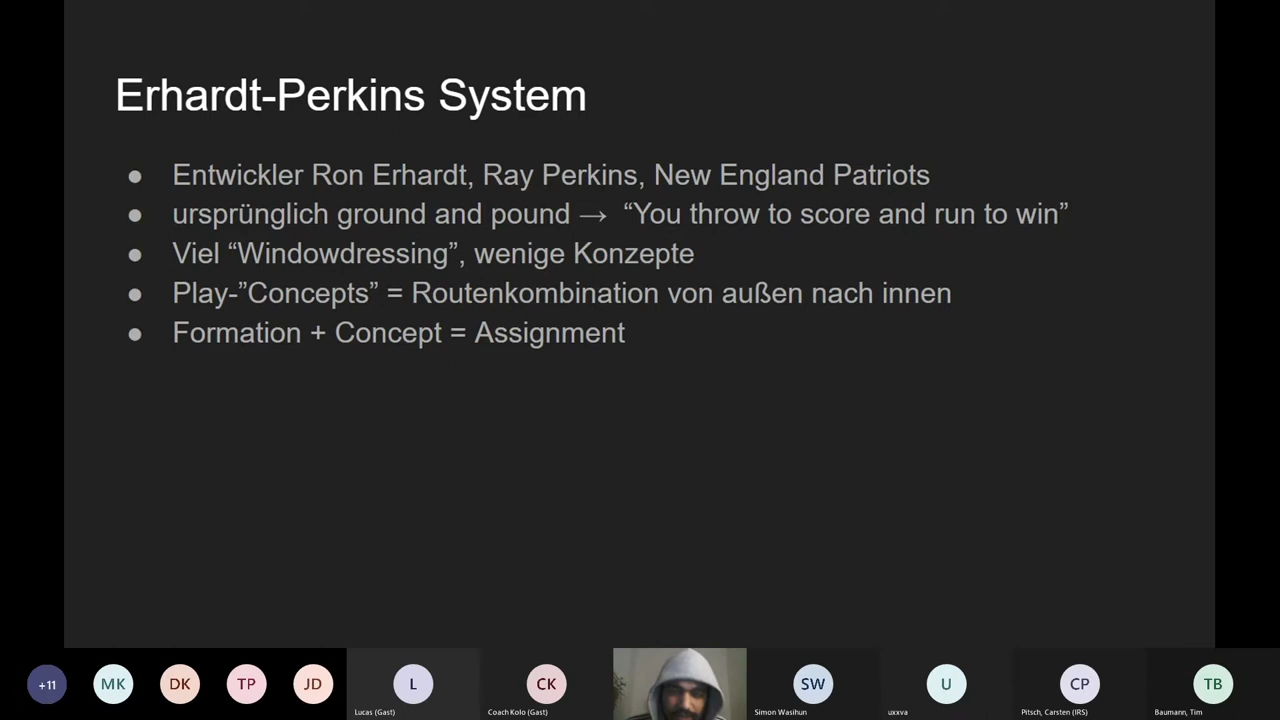 Erhardt-Perkins System
● Entwickler Ron Erhardt, Ray Perkins, New England Patriots
● ursprünglich ground and pound → “You throw to score and run to win”
● Viel “Windowdressing”, wenige Konzepte
● Play-”Concepts” = Routenkombination von außen nach innen
● Formation + Concept = Assignment
+11 MK DK TP JD L CK SW U CP TB
Lucas (Gast) Coach Kolo (Gast) Simon Wasihun uxxva Pitsch, Carsten (IRS) Baumann, Tim